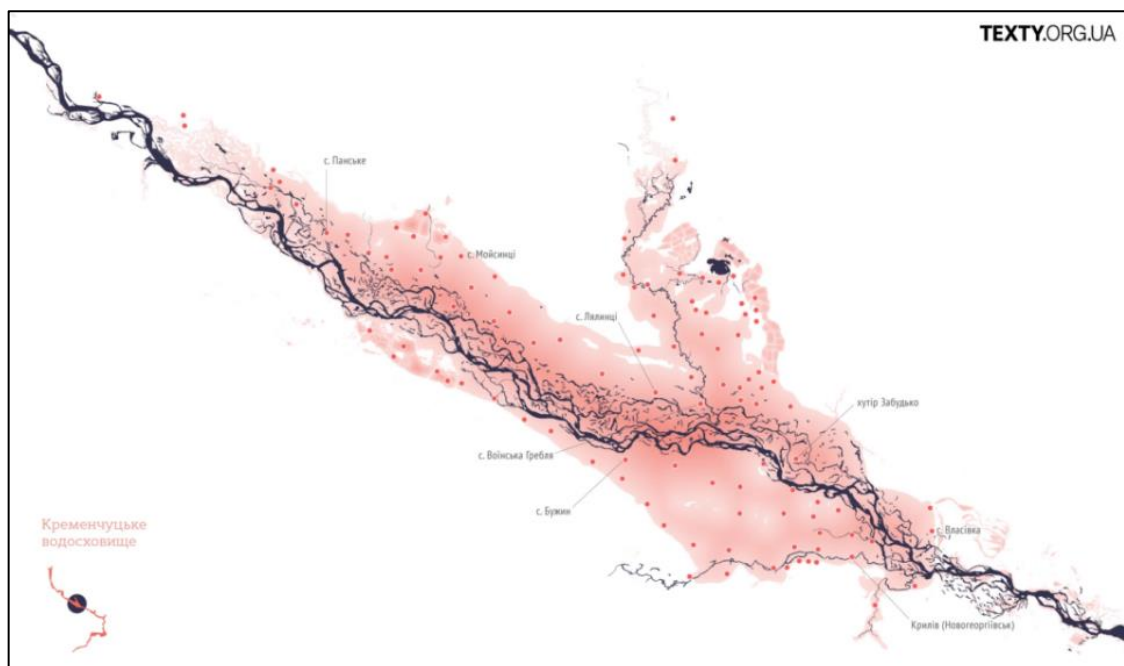 TEXTY.ORG.UA
с. Панське
с. Мойсинці
с. Лялинці
хутір Забудько
с. Воїнська Гребля
с. Бужин
с. Власівка
Кременчуцьке
водосховище
Крилів (Новогеоргіївськ)